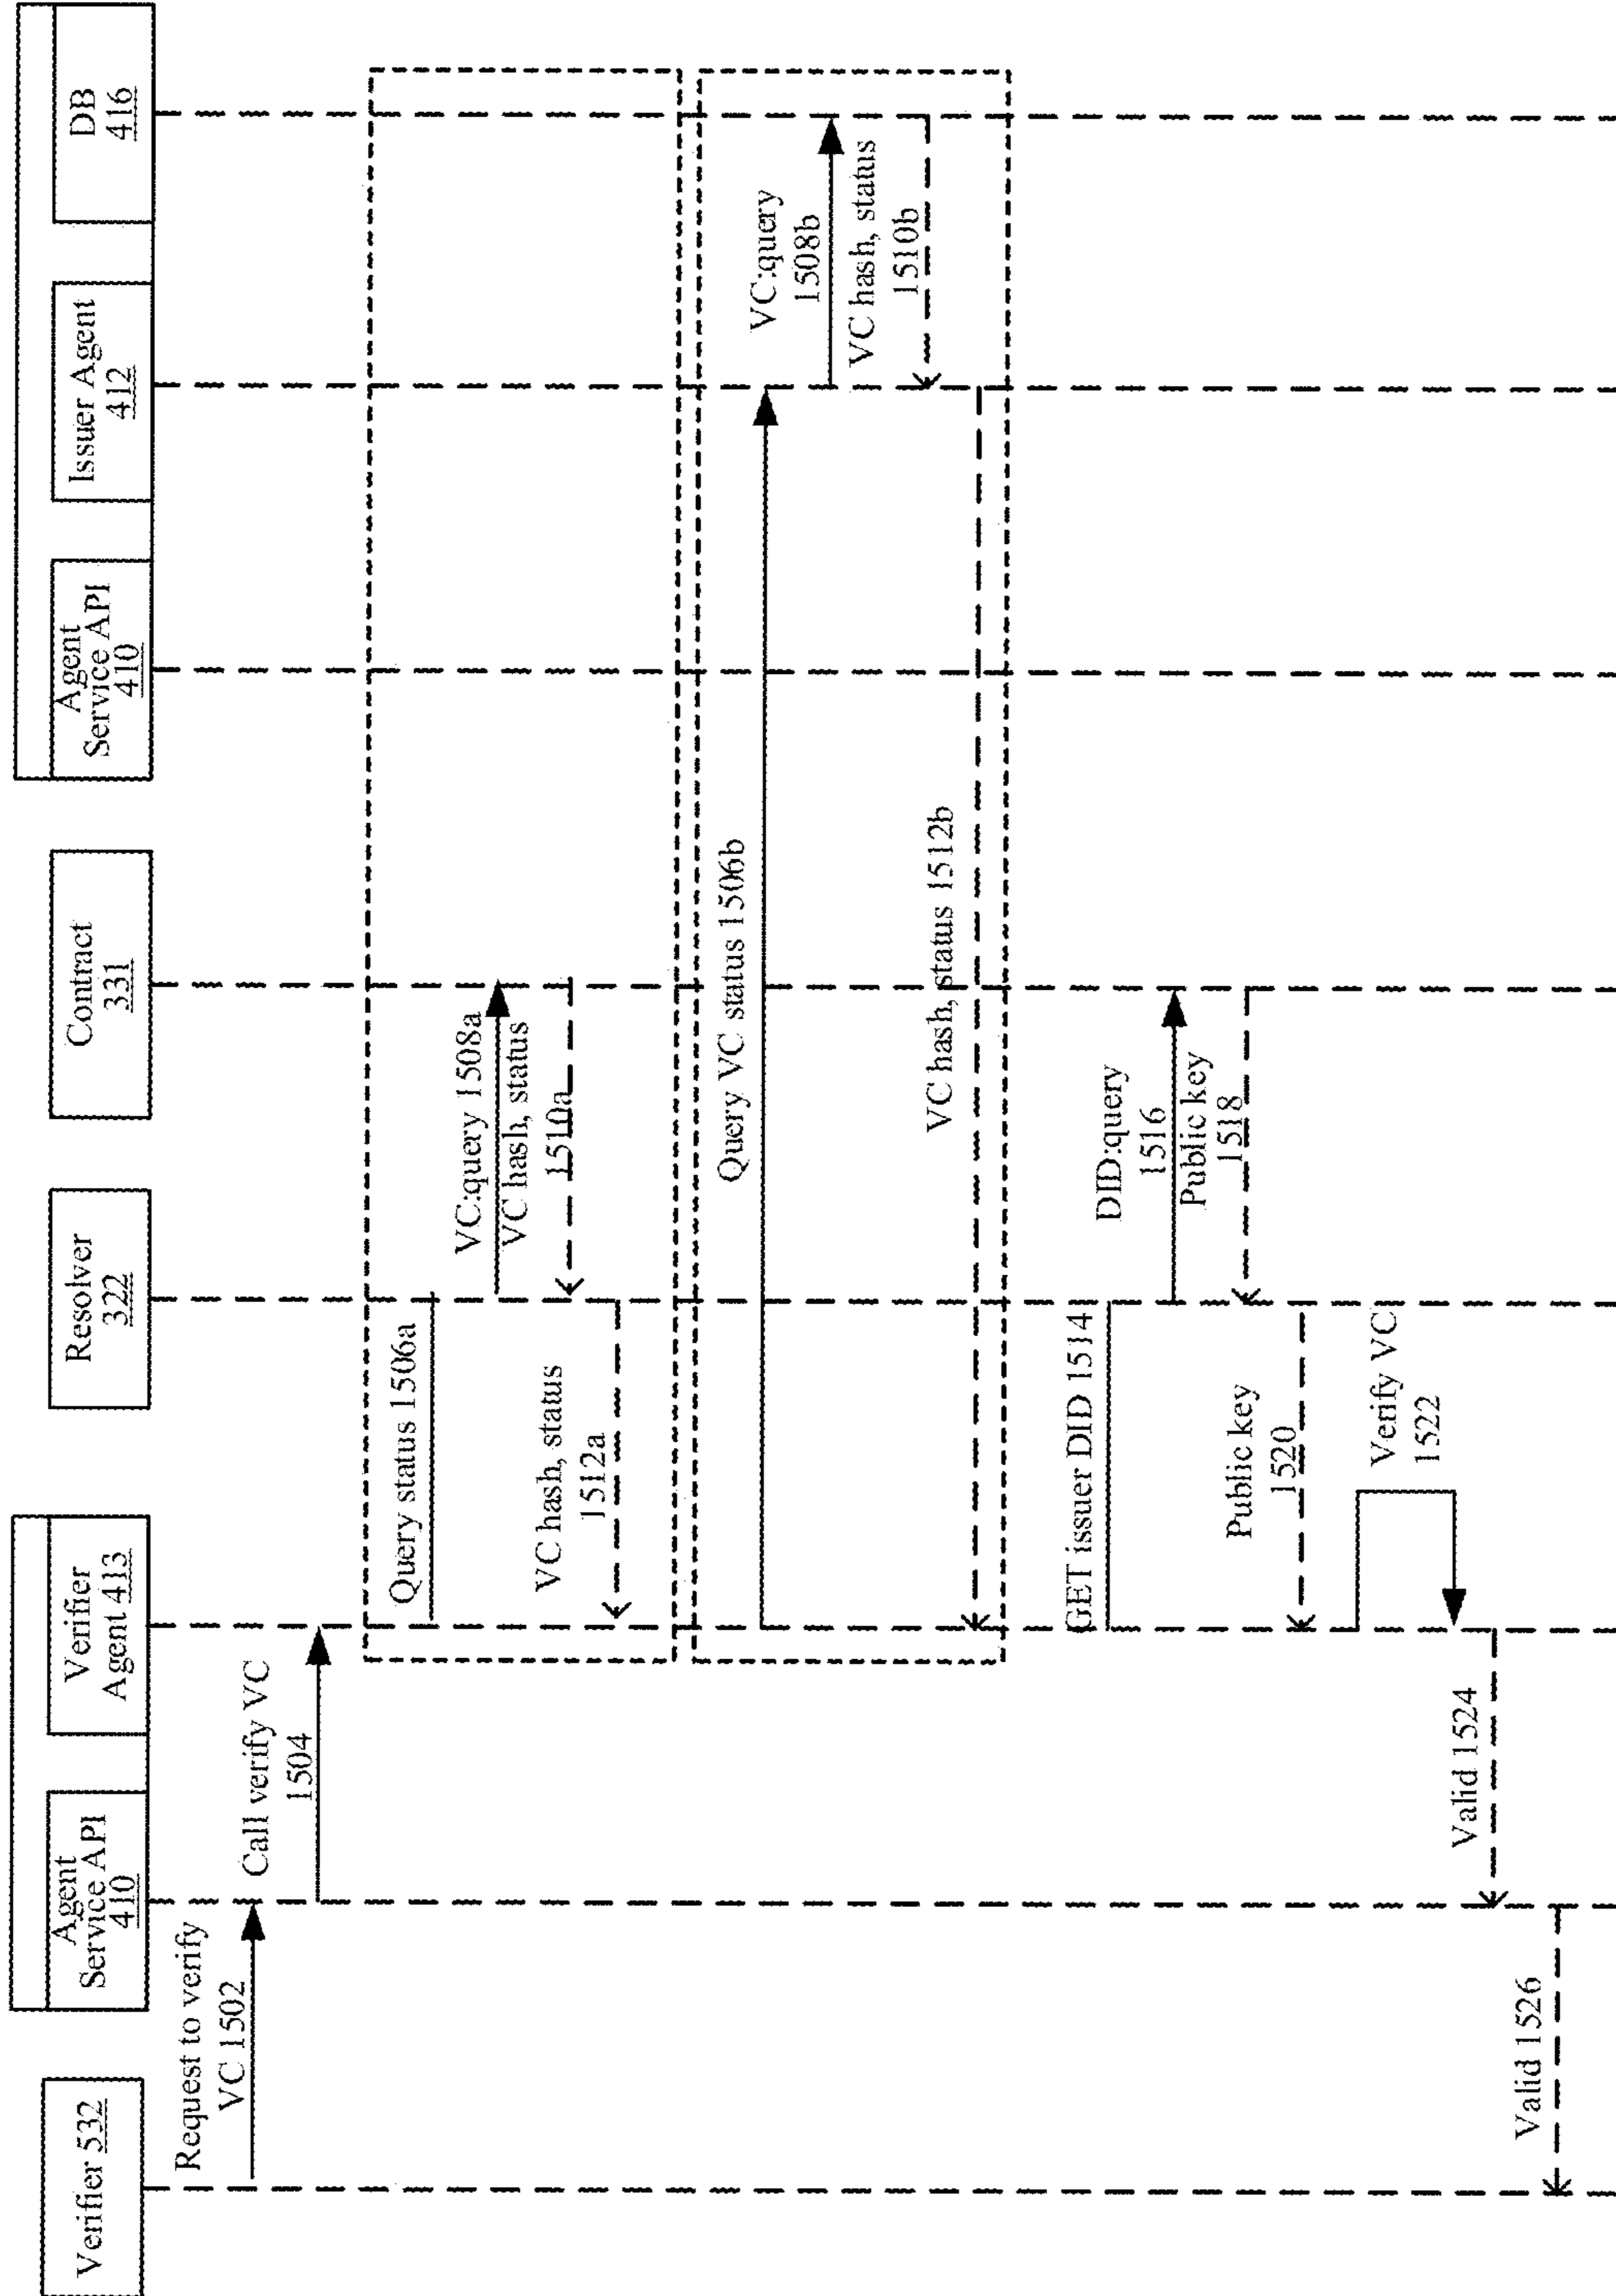 Verifier 532
Agent
Service API
410
Verifier
Agent 413
Resolver
322
Contract
331
Agent
Service API
410
Issuer Agent
412
DB
416
Request to verify
VC 1502
Call verify VC
1504
Query status 1506a
VC:query 1508a
VC hash, status
1510a
VC hash, status
1512a
Query VC status 1506b
VC:query
1508b
VC hash, status
1510b
VC hash, status 1512b
GET issuer DID 1514
DID:query
1516
Public key
1518
Public key
1520
Verify VC
1522
Valid 1524
Valid 1526